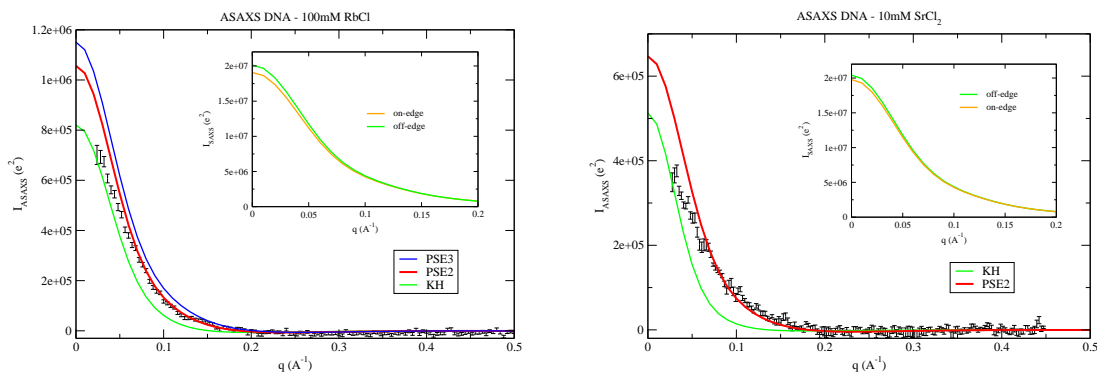 ASAXS DNA - 100mM RbCl
1.2e+06
1e+06
8e+05
6e+05
4e+05
2e+05
0
I_ASAXS (e²)
0
0.1
0.2
0.3
0.4
0.5
q (A⁻¹)
2e+07
1.5e+07
1e+07
5e+06
0
I_SAXS (e²)
0
0.05
0.1
0.15
0.2
q (A⁻¹)
on-edge
off-edge
PSE3
PSE2
KH
ASAXS DNA - 10mM SrCl₂
6e+05
4e+05
2e+05
0
I_ASAXS (e²)
0
0.1
0.2
0.3
0.4
0.5
q (A⁻¹)
2e+07
1.5e+07
1e+07
5e+06
0
I_SAXS (e²)
0
0.05
0.1
0.15
0.2
q (A⁻¹)
off-edge
on-edge
KH
PSE2